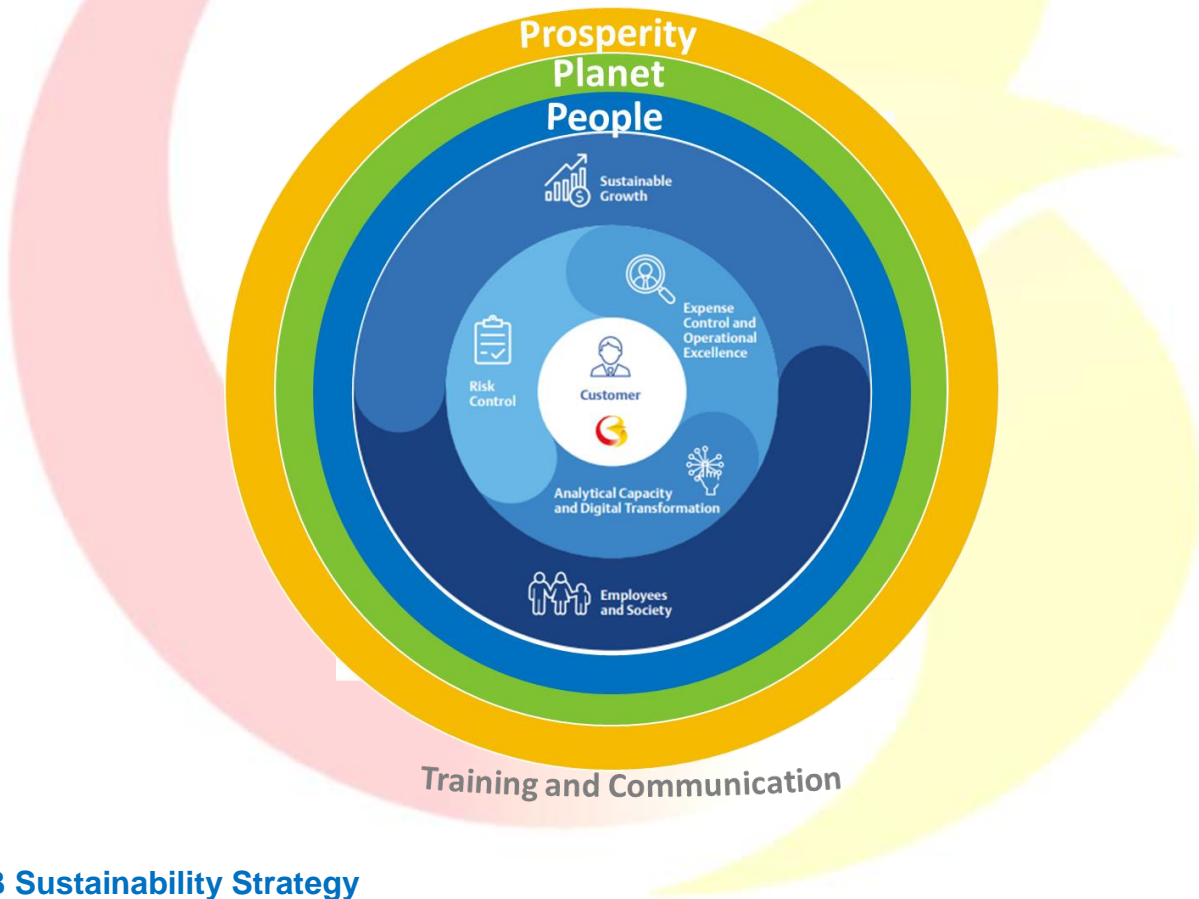 Prosperity
Planet
People
Sustainable
Growth
Expense
Control and
Operational
Excellence
Risk
Control
Customer
Analytical Capacity
and Digital Transformation
Employees
and Society
Training and Communication
Sustainability Strategy